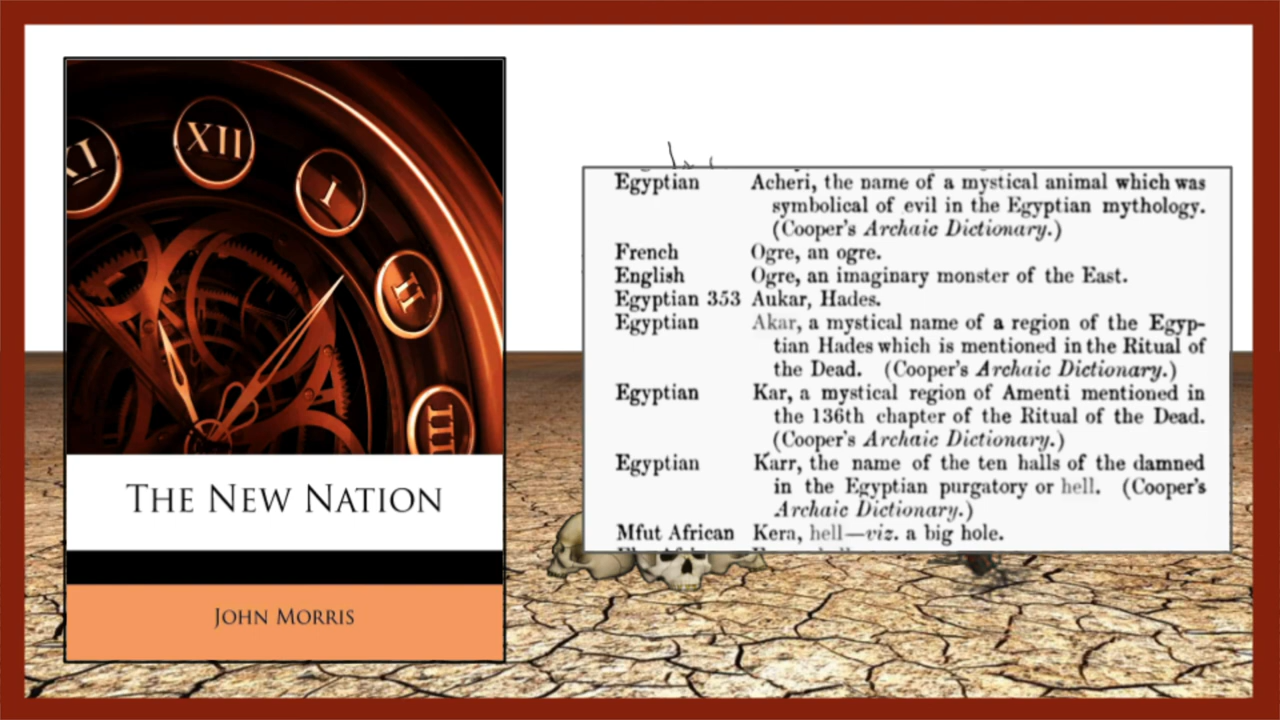 XI
XII
I
II
III
THE NEW NATION
JOHN MORRIS
Egyptian Acheri, the name of a mystical animal which was
symbolical of evil in the Egyptian mythology.
(Cooper's Archaic Dictionary.)
French Ogre, an ogre.
English Ogre, an imaginary monster of the East.
Egyptian 353 Aukar, Hades.
Egyptian Akar, a mystical name of a region of the Egyp-
tian Hades which is mentioned in the Ritual of
the Dead. (Cooper's Archaic Dictionary.)
Egyptian Kar, a mystical region of Amenti mentioned in
the 136th chapter of the Ritual of the Dead.
(Cooper's Archaic Dictionary.)
Egyptian Karr, the name of the ten halls of the damned
in the Egyptian purgatory or hell. (Cooper's
Archaic Dictionary.)
Mfut African Kera, hell—viz. a big hole.